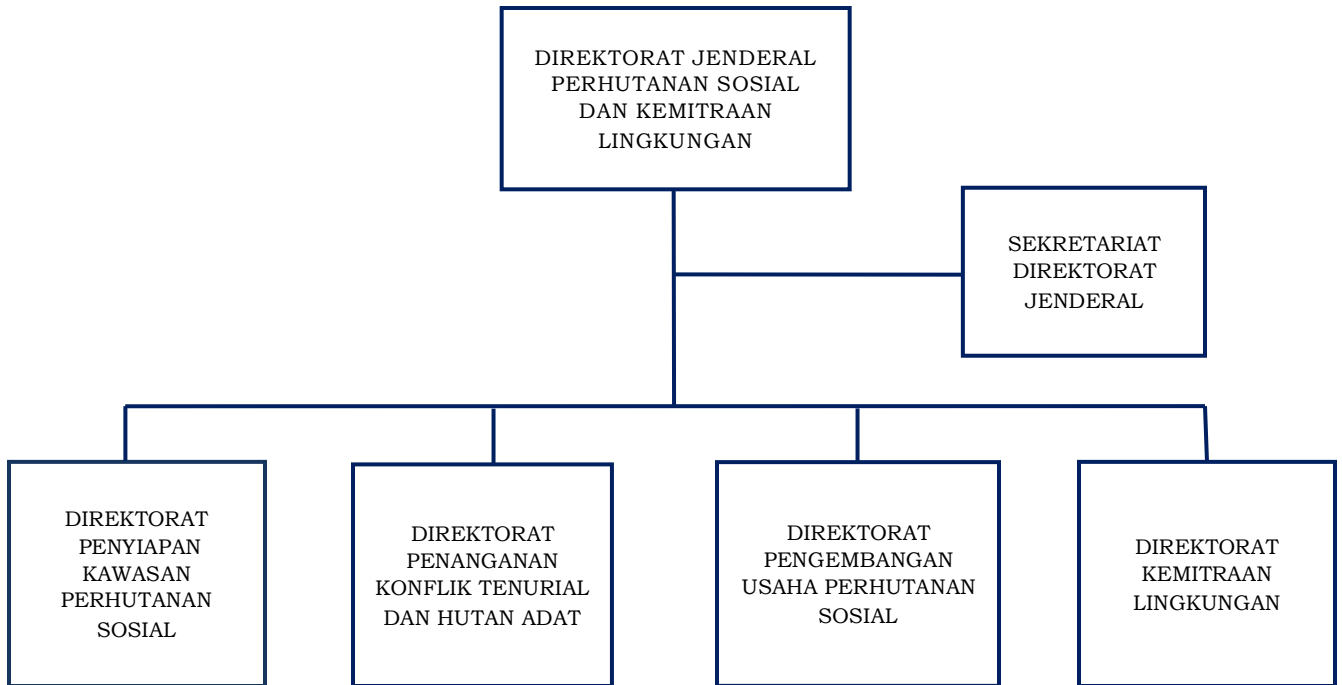 DIREKTORAT JENDERAL
PERHUTANAN SOSIAL
DAN KEMITRAAN
LINGKUNGAN
SEKRETARIAT
DIREKTORAT
JENDERAL
DIREKTORAT
PENYIAPAN
KAWASAN
PERHUTANAN
SOSIAL
DIREKTORAT
PENANGANAN
KONFLIK TENURIAL
DAN HUTAN ADAT
DIREKTORAT
PENGEMBANGAN
USAHA PERHUTANAN
SOSIAL
DIREKTORAT
KEMITRAAN
LINGKUNGAN